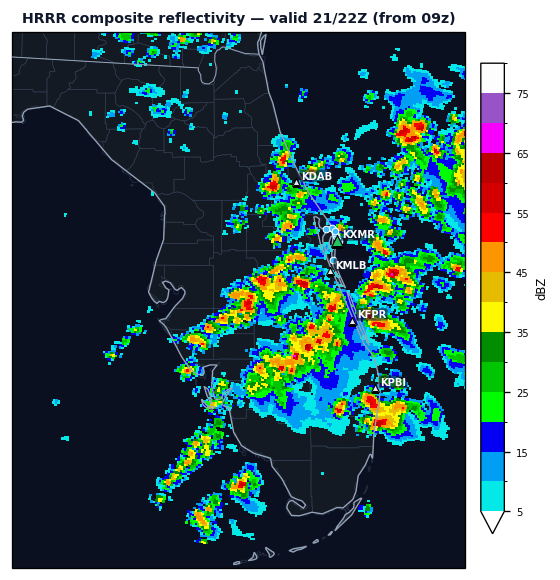 HRRR composite reflectivity — valid 21/22Z (from 09z)
KDAB
KXMR
KMLB
KFPR
KPBI
75
65
55
45
35
25
15
5
dBZ